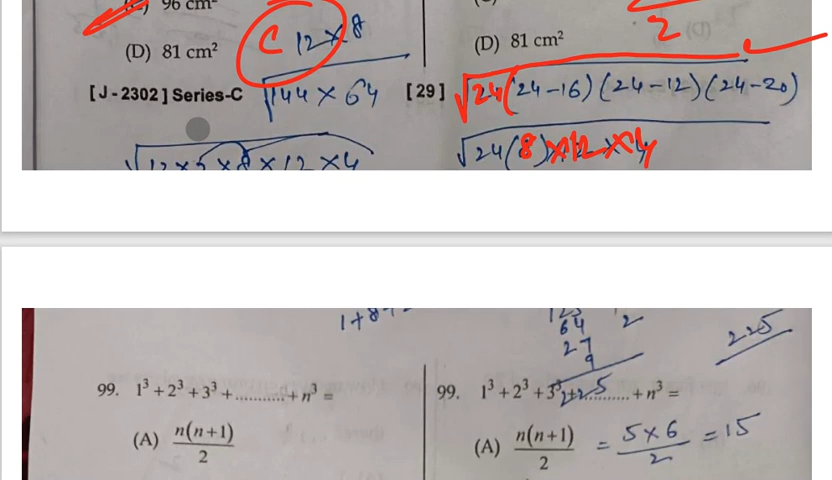 96 cm²
(D) 81 cm²
C 12 × 8
(D) 81 cm²
2
[J - 2302] Series-C
√144 × 64
[29]
√24(24-16)(24-12)(24-20)
√24(8)×12×4
1+8+
64
27
9
225
2
225
99. 1³ + 2³ + 3³ + ........... + n³ =
(A) n(n+1)/2
99. 1³ + 2³ + 3³ + ........... + n³ =
(A) n(n+1)/2 = 5×6/2 = 15